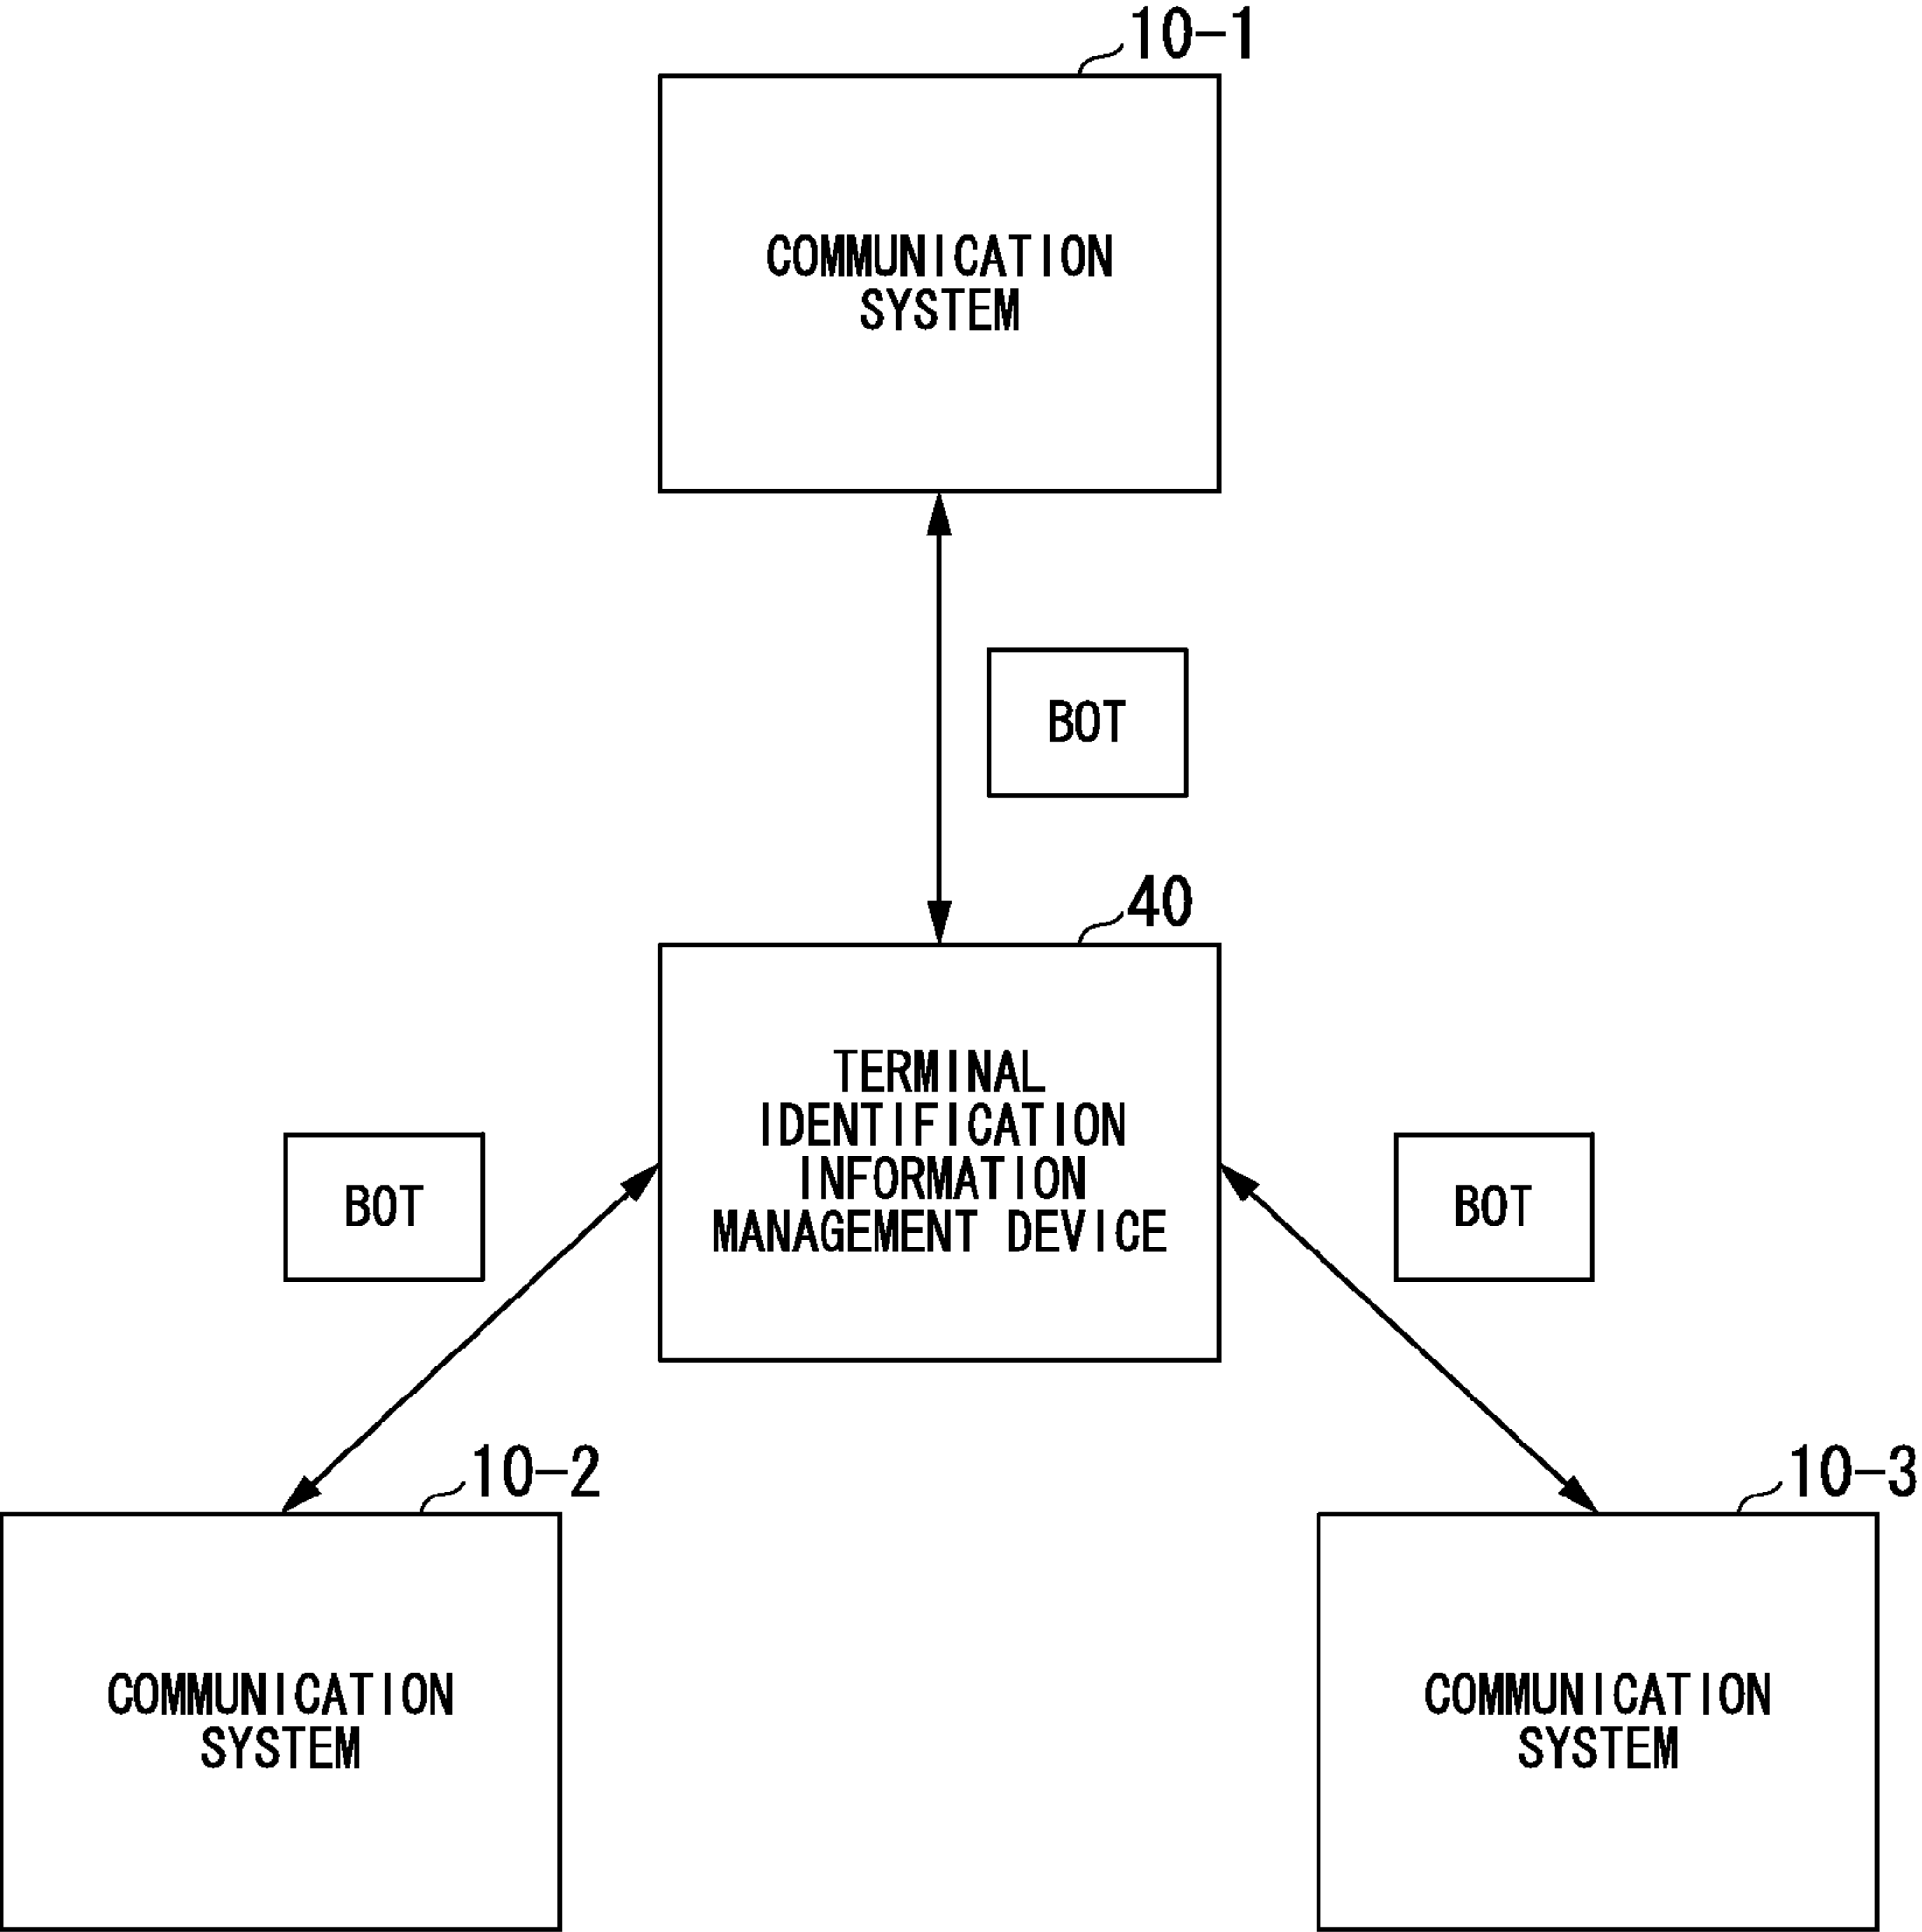 10-1
COMMUNICATION
SYSTEM
BOT
40
TERMINAL
IDENTIFICATION
INFORMATION
MANAGEMENT DEVICE
BOT
BOT
10-2
10-3
COMMUNICATION
SYSTEM
COMMUNICATION
SYSTEM